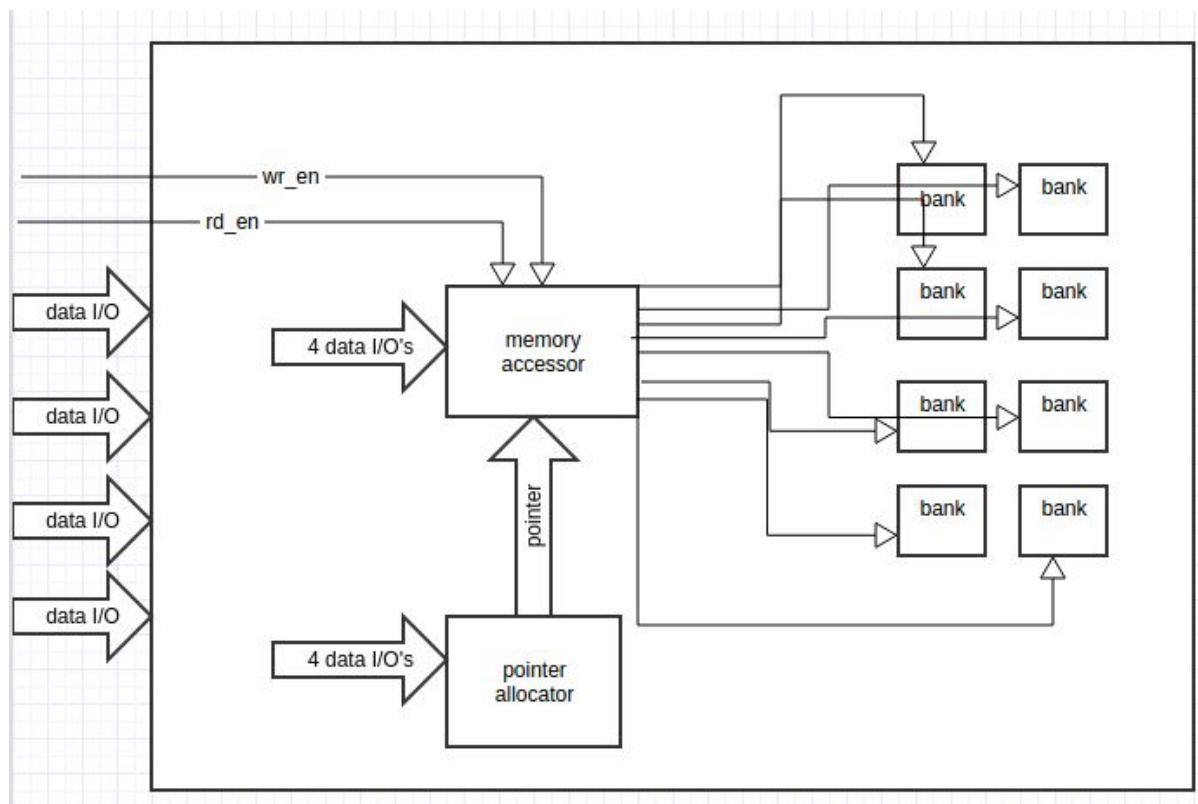 wr_en
rd_en
bank
bank
data I/O
4 data I/O's
memory
accessor
bank
bank
data I/O
bank
bank
data I/O
pointer
bank
bank
data I/O
4 data I/O's
pointer
allocator